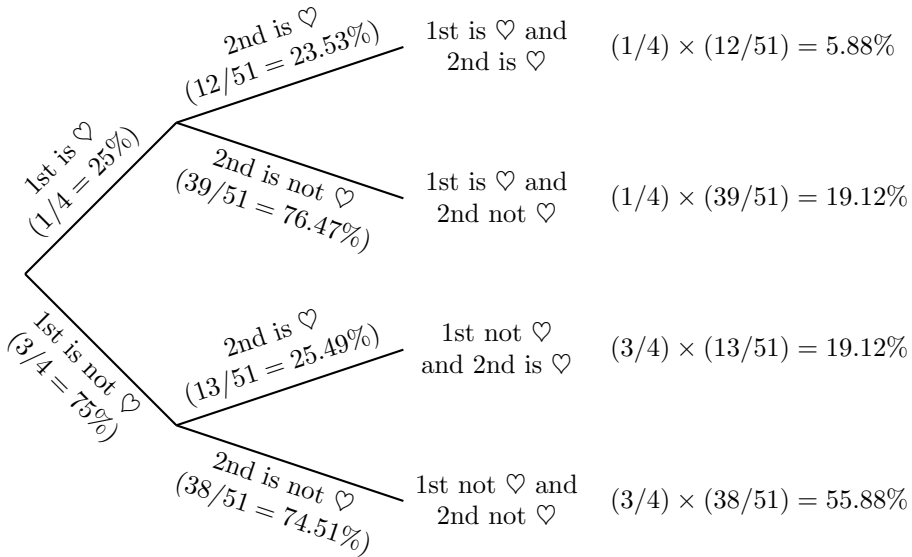 2nd is ♡
(12/51 = 23.53%)
1st is ♡ and
2nd is ♡
(1/4) × (12/51) = 5.88%
1st is ♡
(1/4 = 25%)
2nd is not ♡
(39/51 = 76.47%)
1st is ♡ and
2nd not ♡
(1/4) × (39/51) = 19.12%
1st is not ♡
(3/4 = 75%)
2nd is ♡
(13/51 = 25.49%)
1st not ♡
and 2nd is ♡
(3/4) × (13/51) = 19.12%
2nd is not ♡
(38/51 = 74.51%)
1st not ♡ and
2nd not ♡
(3/4) × (38/51) = 55.88%